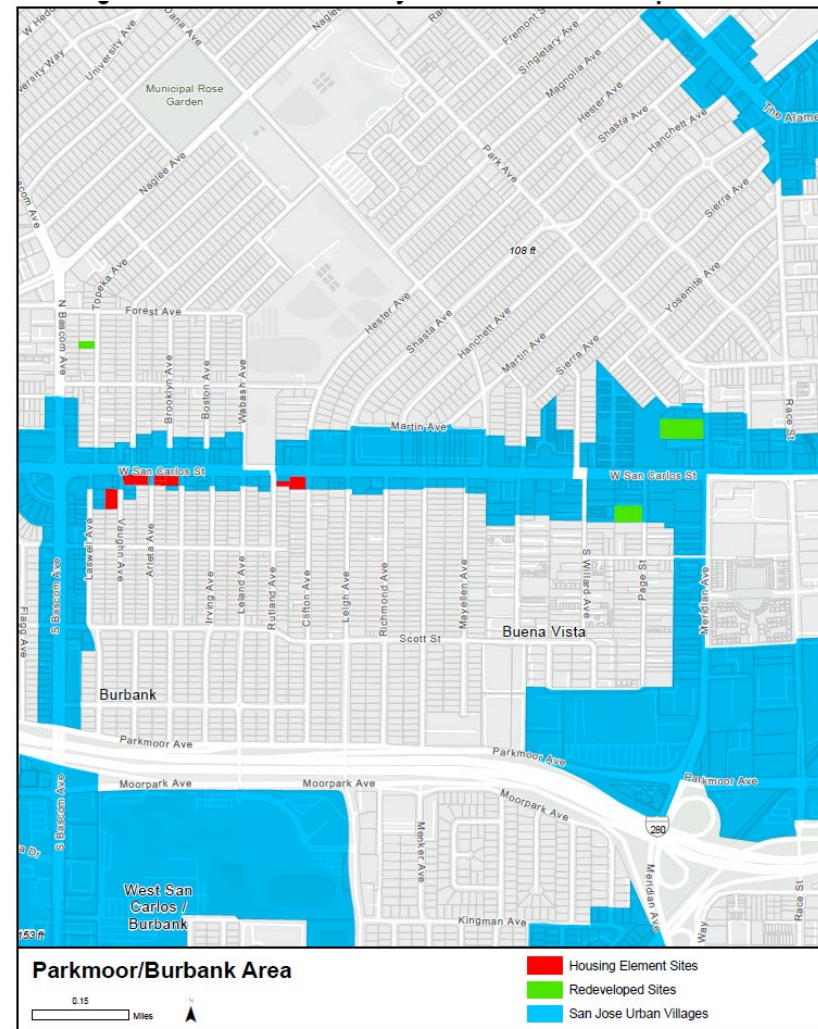 W Hedd
Dana Ave
University Ave
Municipal Rose
Garden
Naglee Ave
Fremont St
Singletary Ave
Magnolia Ave
Hester Ave
Shasta Ave
Hanchett Ave
The Alame
Park Ave
Sierra Ave
108 ft
Yosemite Ave
Topeka Ave
Forest Ave
N Bascom Ave
Hester Ave
Shasta Ave
Hanchett Ave
Martin Ave
Sierra Ave
Brooklyn Ave
Boston Ave
Wabash Ave
Martin Ave
Race St
W San Carlos St
W San Carlos St
Laswell Ave
Vaughn Ave
Arleta Ave
Irving Ave
Leland Ave
Rutland Ave
Clifton Ave
Leigh Ave
Richmond Ave
Mayellen Ave
S Willard Ave
Page St
Meridian Ave
Flagg Ave
S Bascom Ave
Scott St
Buena Vista
Burbank
Parkmoor Ave
Parkmoor Ave
Parkmoor Ave
Moorpark Ave
Moorpark Ave
Moorpark Ave
280
S Bascom Ave
Menker Ave
Meridian Ave
West San
Carlos /
Burbank
Kingman Ave
Way
Race St
153 ft
Parkmoor/Burbank Area
0.15
Miles
N
Housing Element Sites
Redeveloped Sites
San Jose Urban Villages